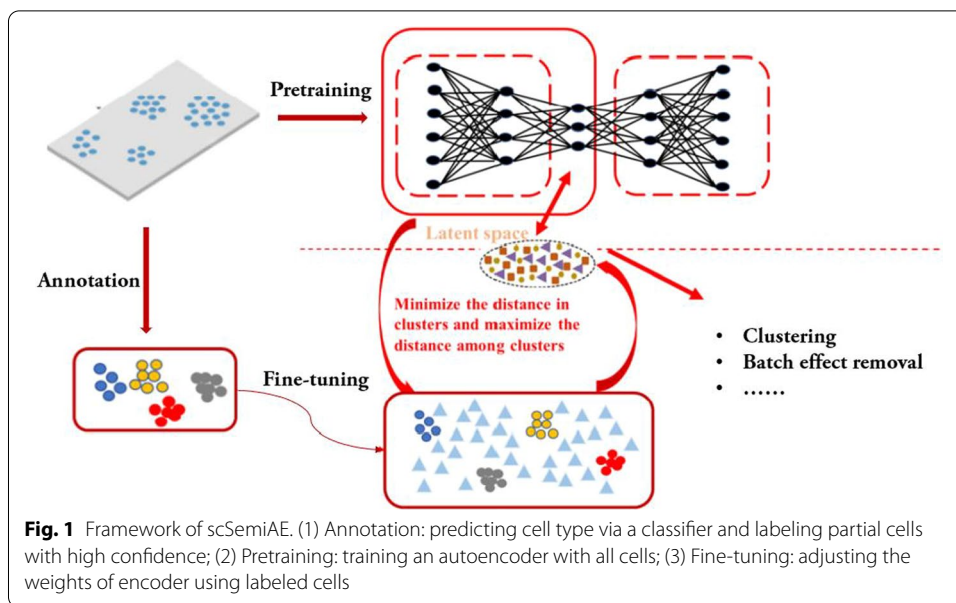 Pretraining
Latent space
Annotation
Minimize the distance in
clusters and maximize the
distance among clusters
• Clustering
• Batch effect removal
• ......
Fine-tuning
Fig. 1 Framework of scSemiAE. (1) Annotation: predicting cell type via a classifier and labeling partial cells
with high confidence; (2) Pretraining: training an autoencoder with all cells; (3) Fine-tuning: adjusting the
weights of encoder using labeled cells